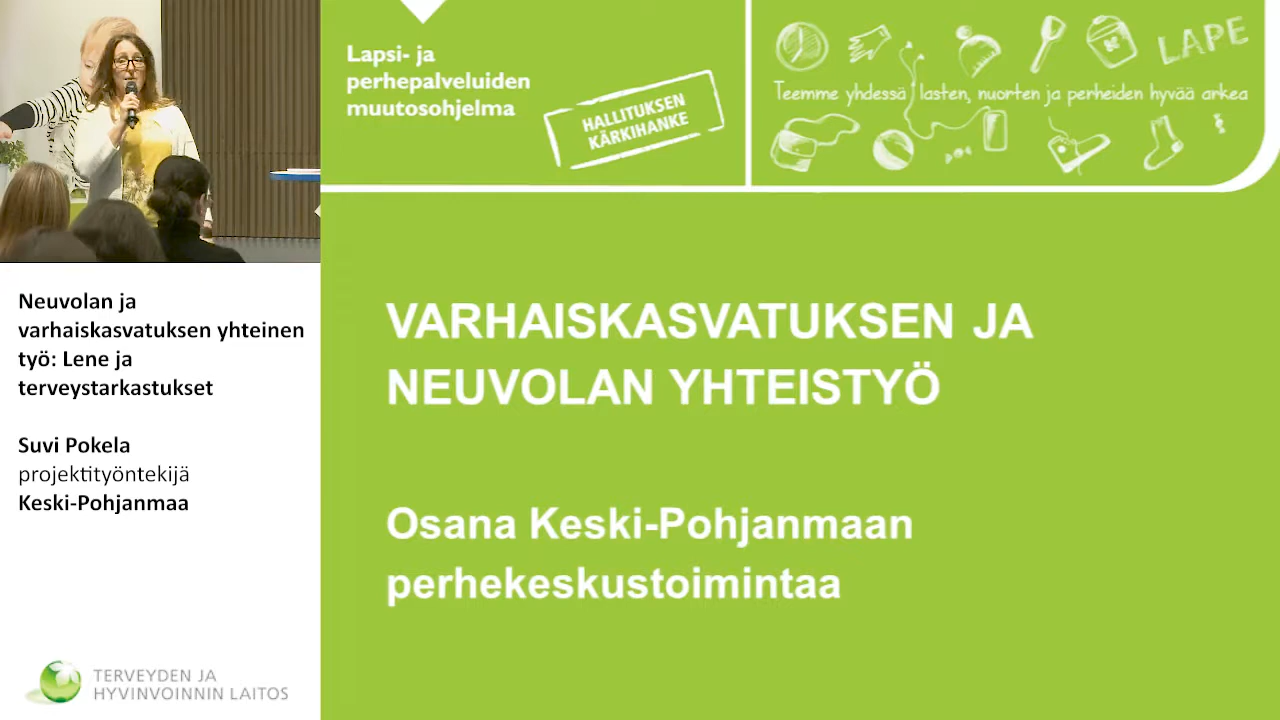 Neuvolan ja
varhaiskasvatuksen yhteinen
työ: Lene ja
terveystarkastukset
Suvi Pokela
projektityöntekijä
Keski-Pohjanmaa
TERVEYDEN JA
HYVINVOINNIN LAITOS
Lapsi- ja
perhepalveluiden
muutosohjelma
HALLITUKSEN
KÄRKIHANKE
LAPE
Teemme yhdessä lasten, nuorten ja perheiden hyvää arkea
VARHAISKASVATUKSEN JA
NEUVOLAN YHTEISTYÖ
Osana Keski-Pohjanmaan
perhekeskustoimintaa